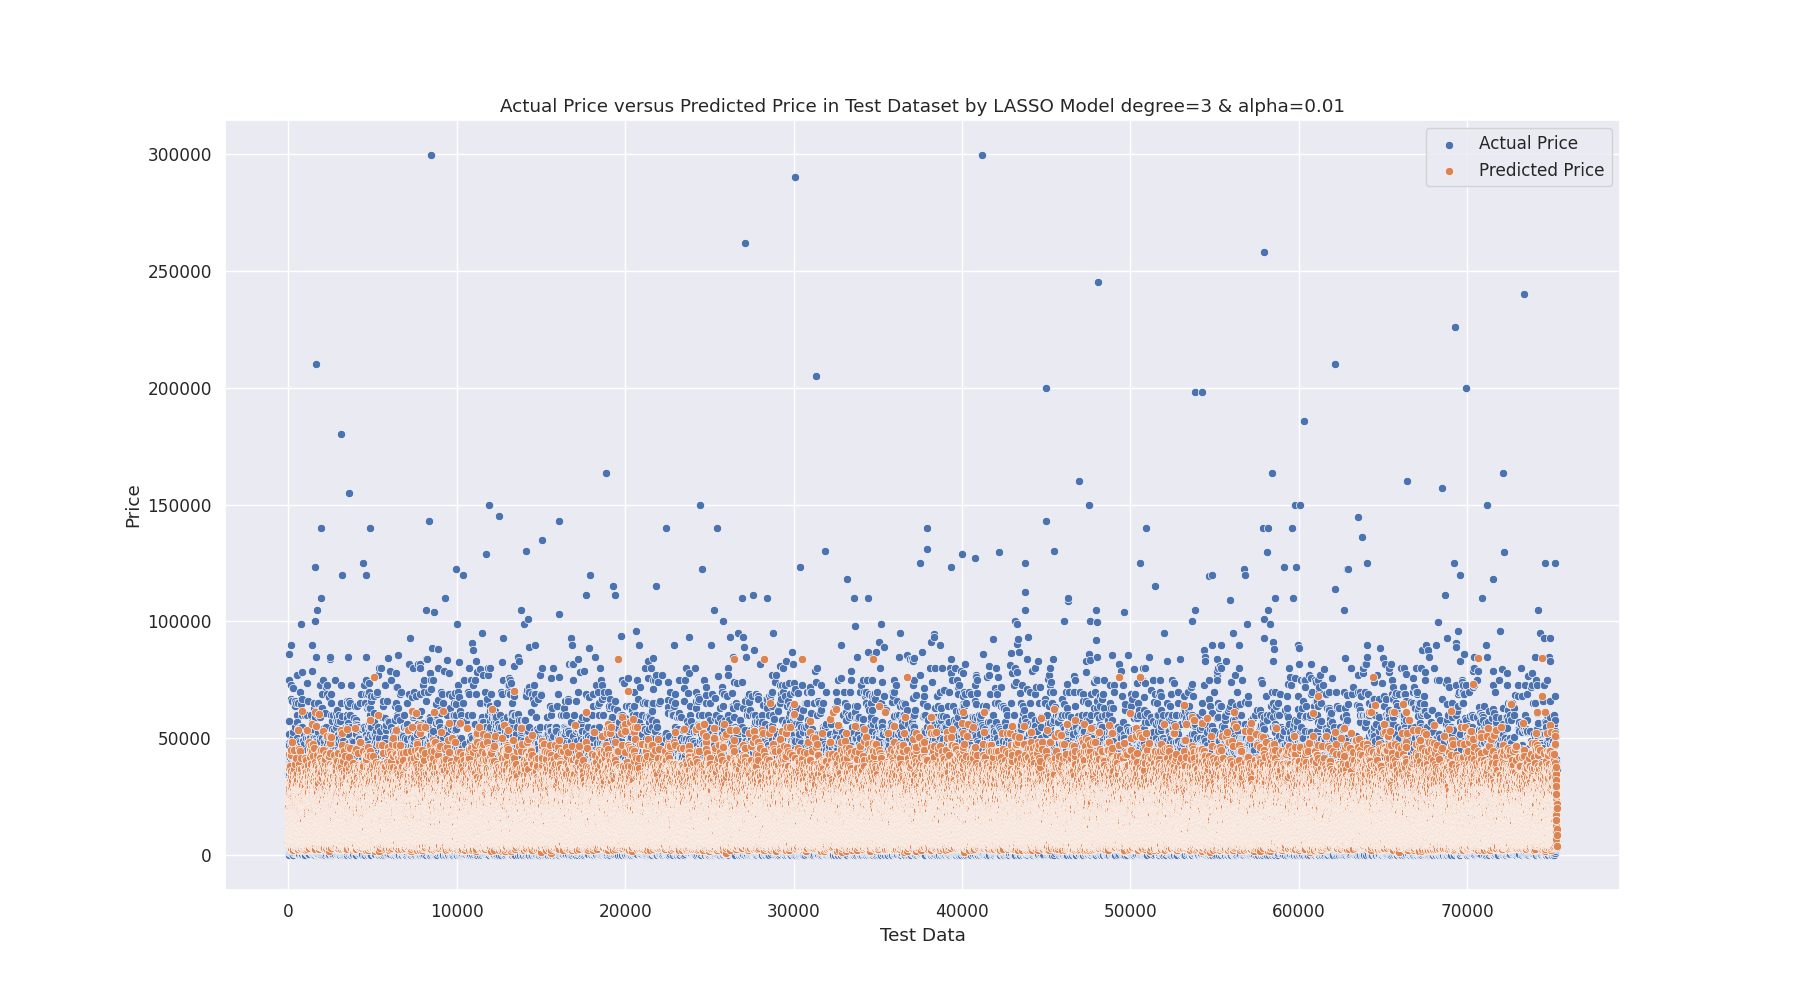 Actual Price versus Predicted Price in Test Dataset by LASSO Model degree=3 & alpha=0.01
Actual Price
Predicted Price
300000
250000
200000
150000
100000
50000
0
Price
0 10000 20000 30000 40000 50000 60000 70000
Test Data